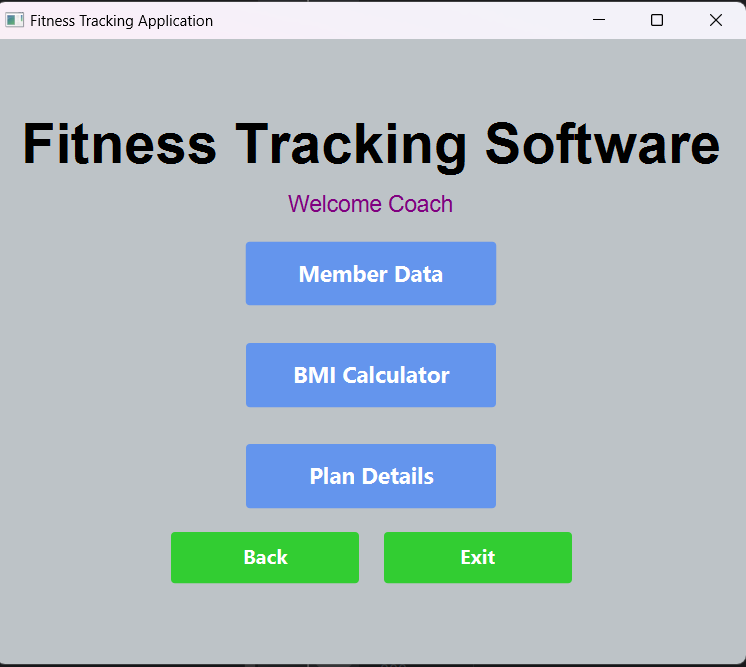 Fitness Tracking Application
Fitness Tracking Software
Welcome Coach
Member Data
BMI Calculator
Plan Details
Back Exit